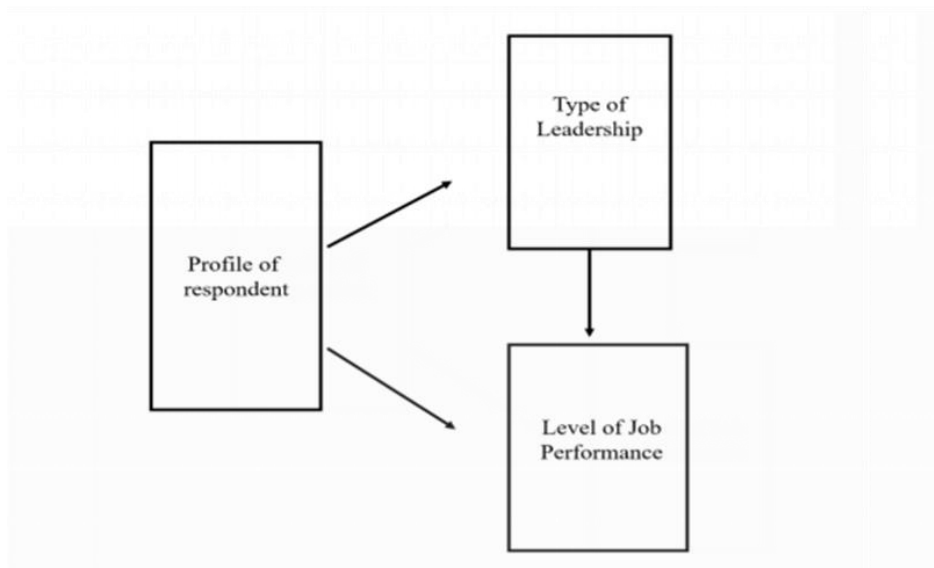 Type of
Leadership
Profile of
respondent
Level of Job
Performance